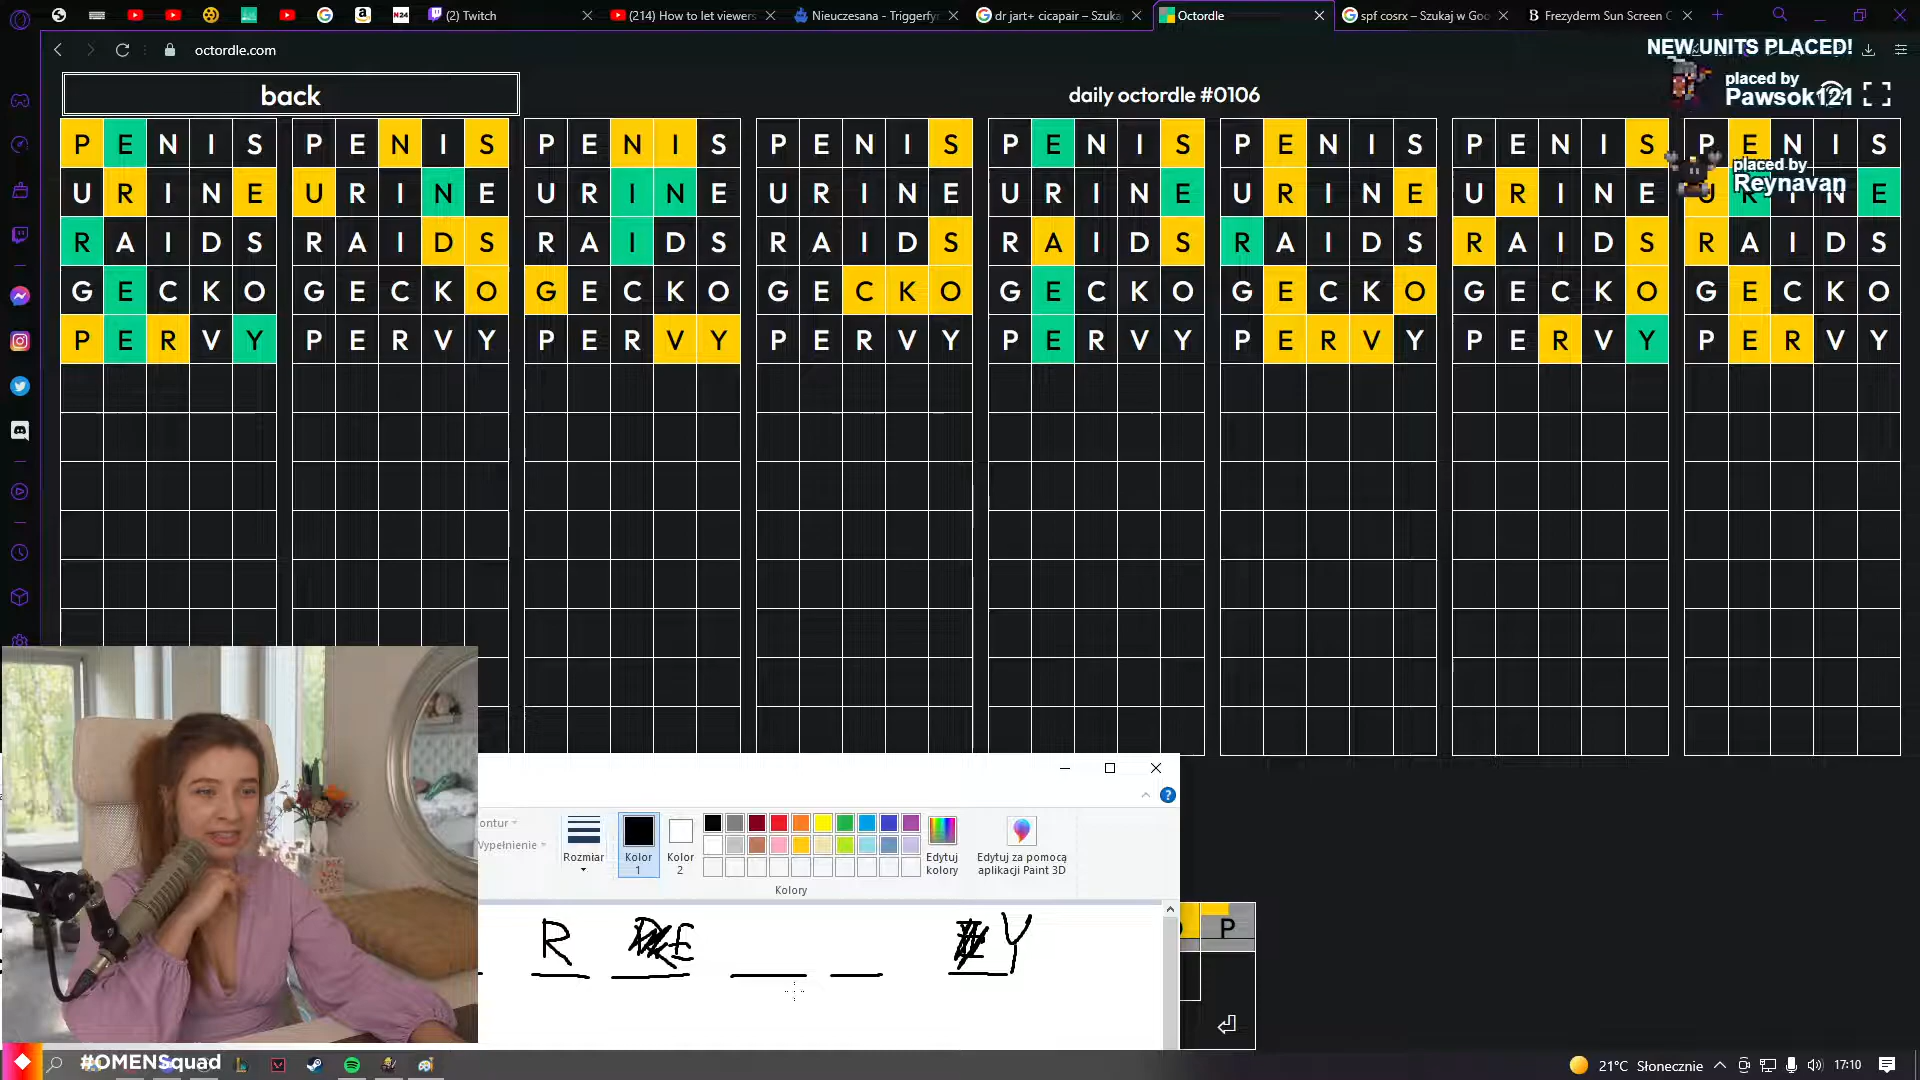 (2) Twitch
(214) How to let viewers
Nieuczesana - Triggerfyr
dr jart+ cicapair – Szuka
Octordle
spf cosrx – Szukaj w Goo
B Frezyderm Sun Screen C
octordle.com
NEW UNITS PLACED!
placed by
Pawsok121
back
daily octordle #0106
P E N I S P E N I S P E N I S P E N I S P E N I S P E N I S P E N I S P E N I S
placed by
Reynavan
U R I N E U R I N E U R I N E U R I N E U R I N E U R I N E U R I N E U R I N E
R A I D S R A I D S R A I D S R A I D S R A I D S R A I D S R A I D S R A I D S
G E C K O G E C K O G E C K O G E C K O G E C K O G E C K O G E C K O G E C K O
P E R V Y P E R V Y P E R V Y P E R V Y P E R V Y P E R V Y P E R V Y P E R V Y
ontur
Wypełnienie
Rozmiar
Kolor 1
Kolor 2
Edytuj kolory
Edytuj za pomocą aplikacji Paint 3D
Kolory
R E Y
P
#OMENSquad
21°C Słonecznie
17:10